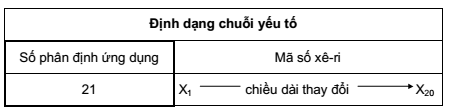 Định dạng chuỗi yếu tố
Số phân định ứng dụng Mã số xê-ri
21 X1 chiều dài thay đổi X20